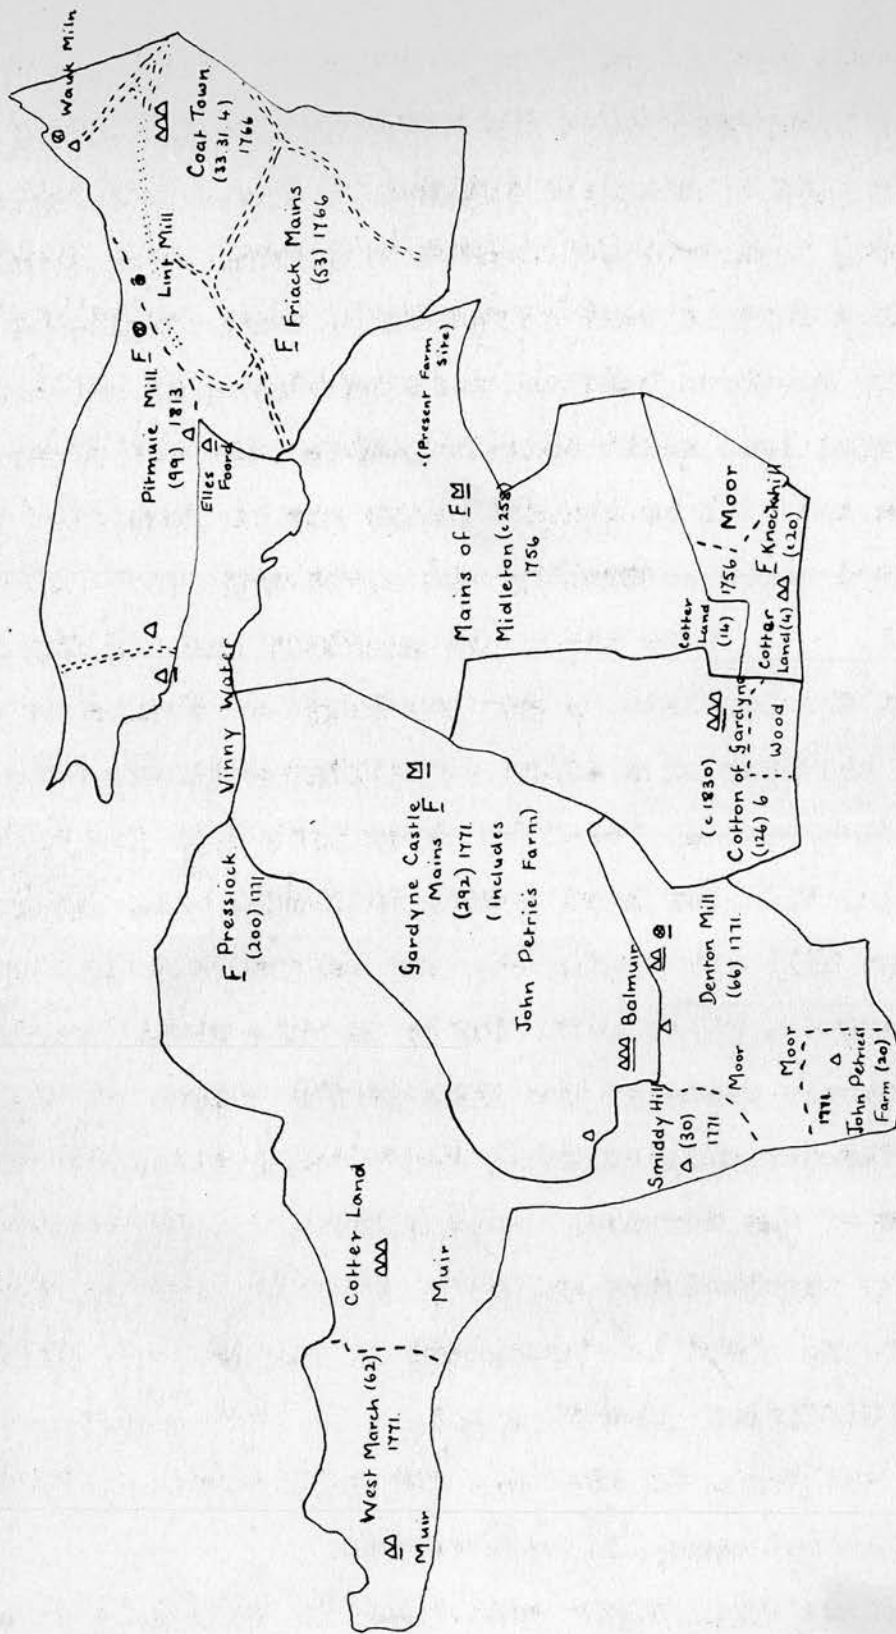 Wauk Miln
Coat Town
(33 31 4)
1766
Lint Mill
Pitmuie Mill F
(99) 1813
Elles
Foord
F Friack Mains
(53) 1766
Vinny Water
(Present Farm
Site)
Mains of F M
Midleton (c 258)
1756
Cotter
Land
(14)
1756
Moor
F Knockhill
(c20)
Cotter
Land (4)
(c 1830)
Cotton of Gardyne
(126) 6
Wood
F Pressiock
(200) 1771
Gardyne Castle M
Mains F
(292) 1771.
( Includes
John Petries Farm)
Balmuir
Denton Mill
(66) 1771.
Smiddy Hill
(30)
1771
Moor
Moor
1771.
John Petries
Farm (20)
Cotter Land
Muir
West March (62)
1771.
Muir